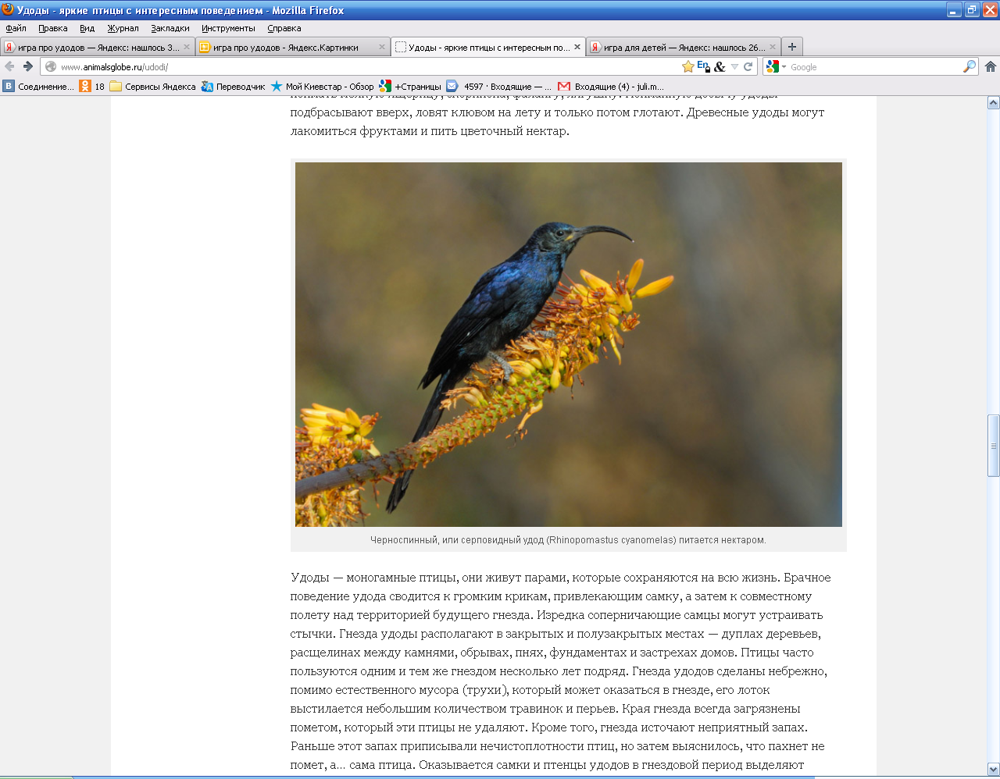 Удоды - яркие птицы с интересным поведением - Mozilla Firefox
Файл Правка Вид Журнал Закладки Инструменты Справка
игра про удодов — Яндекс: нашлось 3... игра про удодов - Яндекс.Картинки Удоды - яркие птицы с интересным по... игра для детей — Яндекс: нашлось 26...
www.animalsglobe.ru/udodi/ En & Google
Соединение... 18 Сервисы Яндекса Переводчик Мой Киевстар - Обзор +Страницы 4597 · Входящие — ... Входящие (4) - juli.m...
подбрасывают вверх, ловят клювом на лету и только потом глотают. Древесные удоды могут
лакомиться фруктами и пить цветочный нектар.
Черноспинный, или серповидный удод (Rhinopomastus cyanomelas) питается нектаром.
Удоды — моногамные птицы, они живут парами, которые сохраняются на всю жизнь. Брачное
поведение удода сводится к громким крикам, привлекающим самку, а затем к совместному
полету над территорией будущего гнезда. Изредка соперничающие самцы могут устраивать
стычки. Гнезда удоды располагают в закрытых и полузакрытых местах — дуплах деревьев,
расщелинах между камнями, обрывах, пнях, фундаментах и застрехах домов. Птицы часто
пользуются одним и тем же гнездом несколько лет подряд. Гнезда удодов сделаны небрежно,
помимо естественного мусора (трухи), который может оказаться в гнезде, его лоток
выстилается небольшим количеством травинок и перьев. Края гнезда всегда загрязнены
пометом, который эти птицы не удаляют. Кроме того, гнезда источают неприятный запах.
Раньше этот запах приписывали нечистоплотности птиц, но затем выяснилось, что пахнет не
помет, а... сама птица. Оказывается самки и птенцы удодов в гнездовой период выделяют